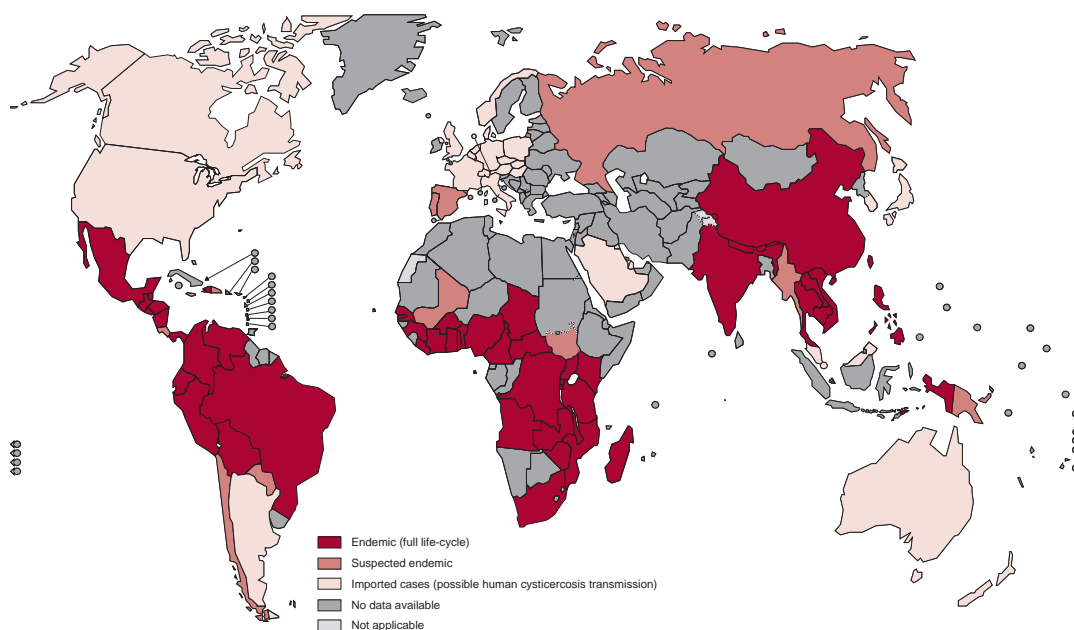 Endemic (full life-cycle)
Suspected endemic
Imported cases (possible human cysticercosis transmission)
No data available
Not applicable